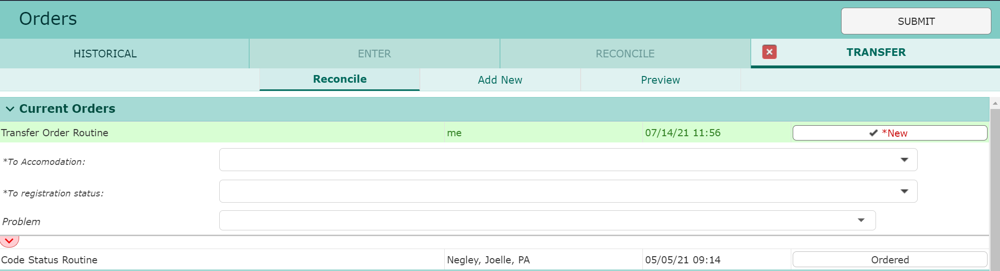 Orders
SUBMIT
HISTORICAL ENTER RECONCILE TRANSFER
Reconcile Add New Preview
Current Orders
Transfer Order Routine me 07/14/21 11:56 *New
*To Accomodation:
*To registration status:
Problem
Code Status Routine Negley, Joelle, PA 05/05/21 09:14 Ordered